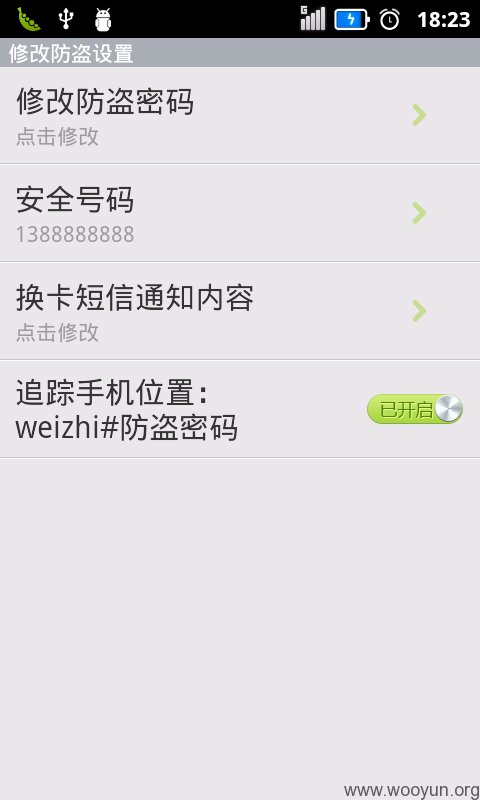 18:23
修改防盗设置
修改防盗密码
点击修改
安全号码
1388888888
换卡短信通知内容
点击修改
追踪手机位置：
weizhi#防盗密码
已开启
www.wooyun.org